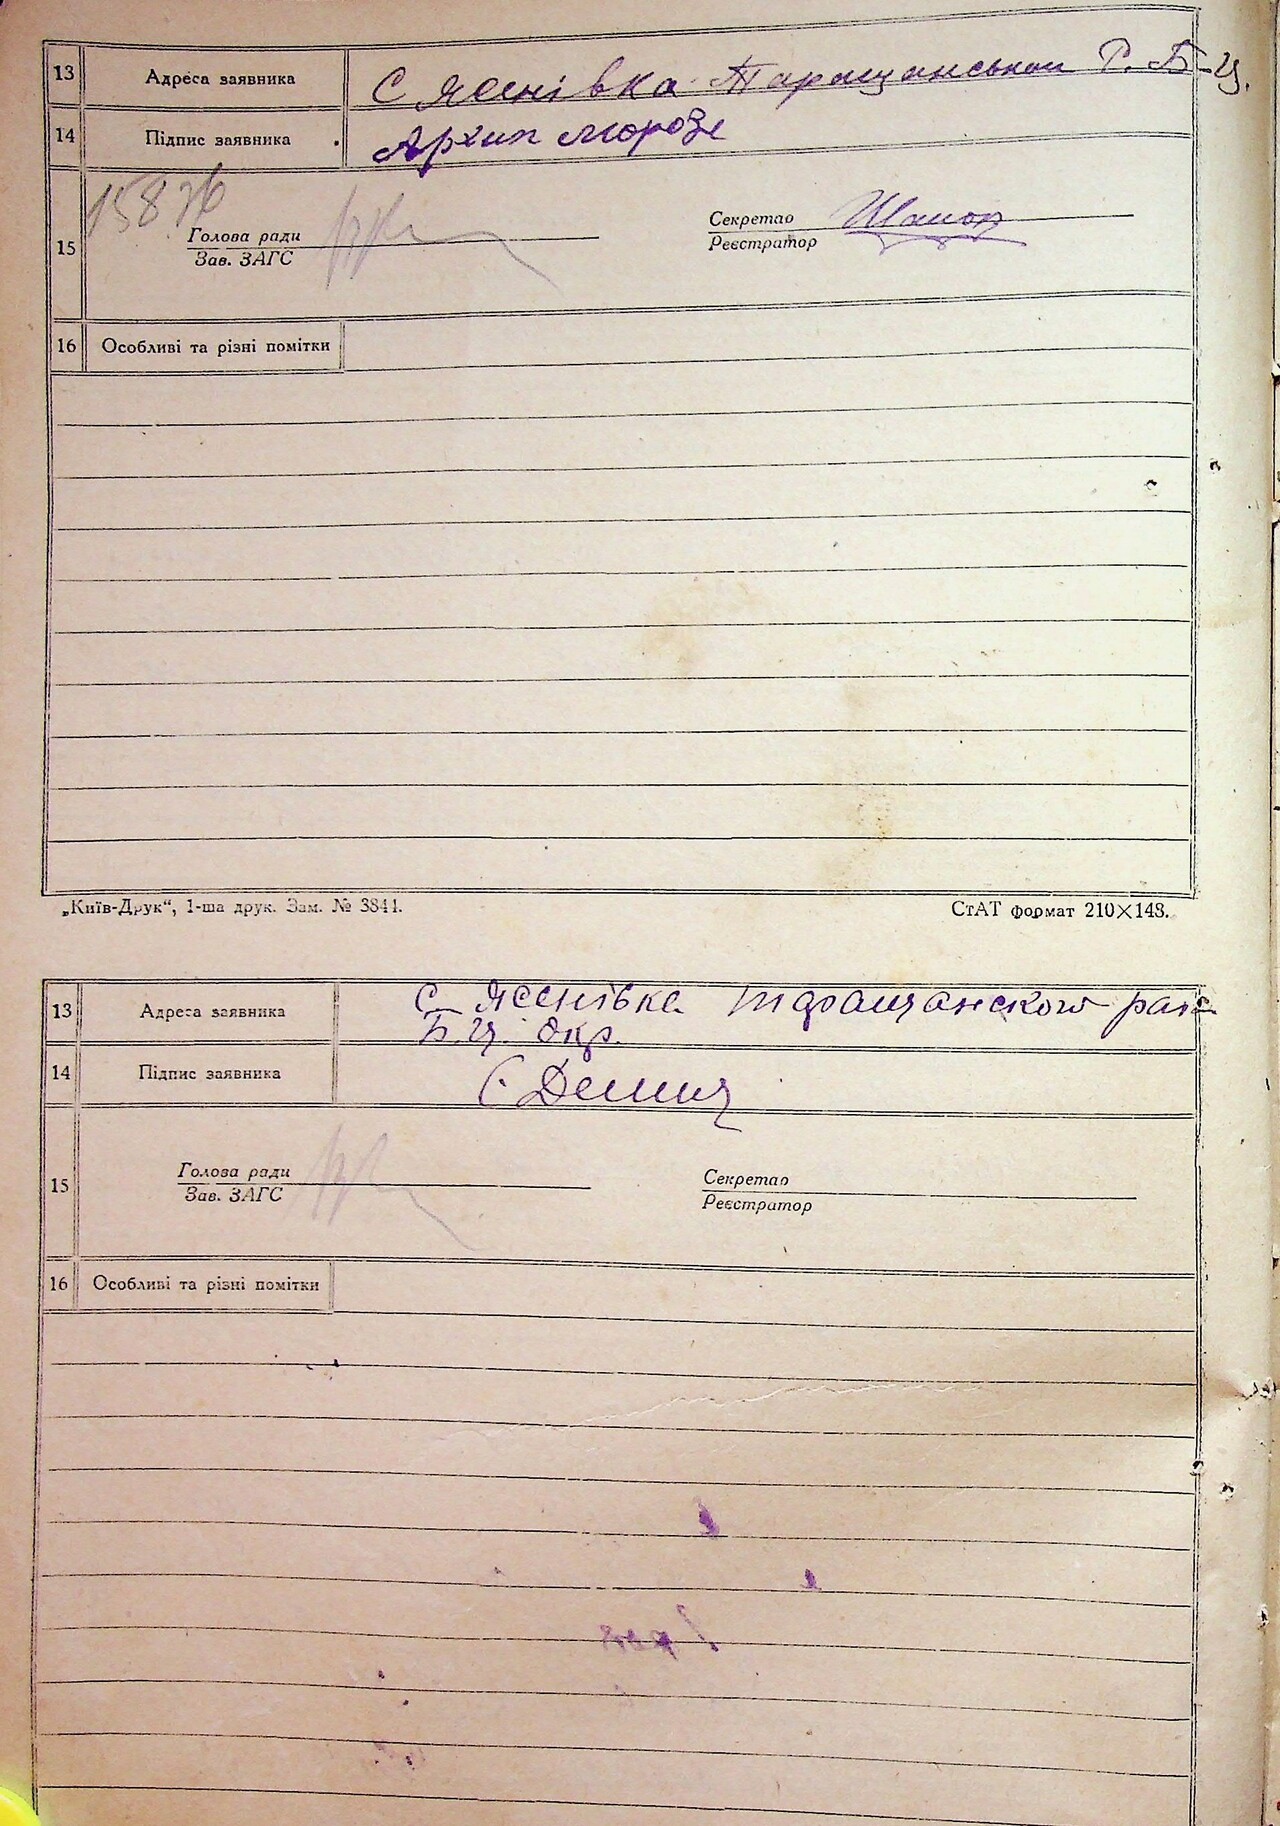 13 Адреса заявника С Ясенівка Таращанськои Р. Б-Ц.
14 Підпис заявника Архип Мороз
15876
15 Голова ради Секретар
Зав. ЗАГС Реєстратор
16 Особливі та різні помітки
„Київ-Друк“, 1-ша друк. Зам. № 3844. СтАТ формат 210×148.
13 Адреса заявника С Ясенівка Таращанского рай
Б.Ц. окр.
14 Підпис заявника
15 Голова ради Секретар
Зав. ЗАГС Реєстратор
16 Особливі та різні помітки